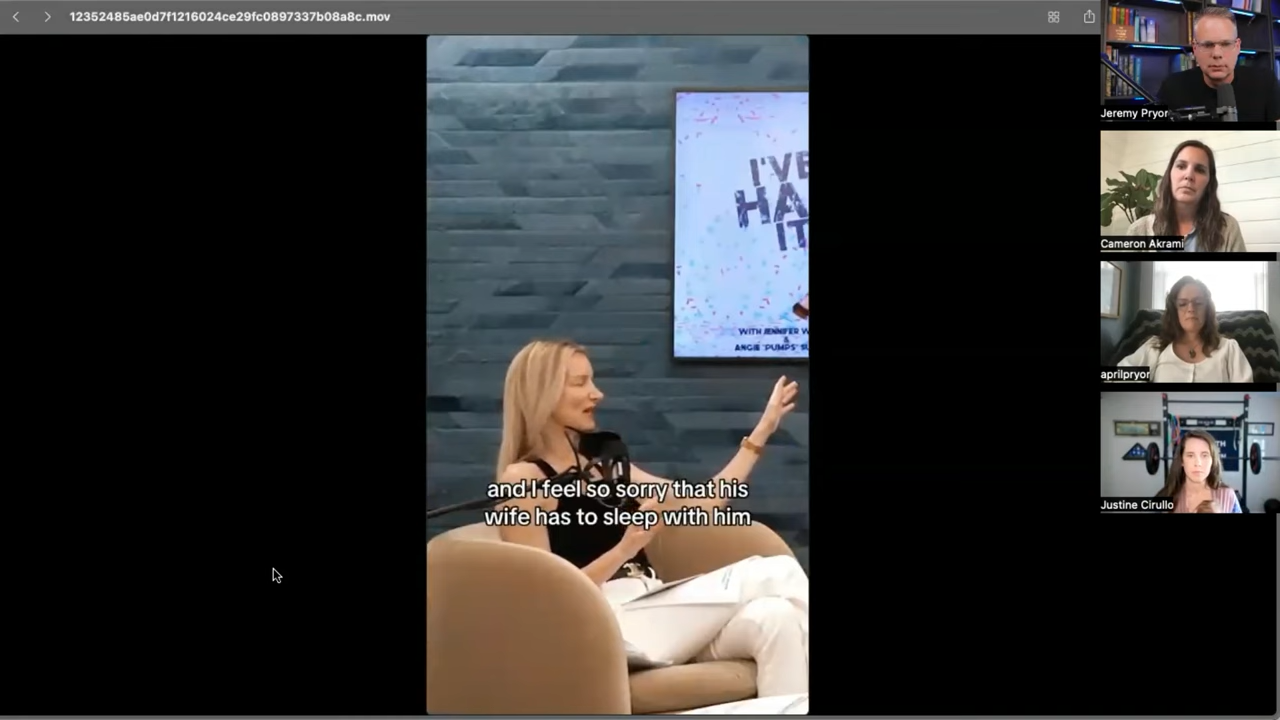 12352485ae0d7f1216024ce29fc0897337b08a8c.mov
I'VE
HA
IT
WITH JENNIFER W
&
ANGIE "PUMPS" SU
and I feel so sorry that his
wife has to sleep with him
Jeremy Pryor
Cameron Akrami
aprilpryor
Justine Cirullo